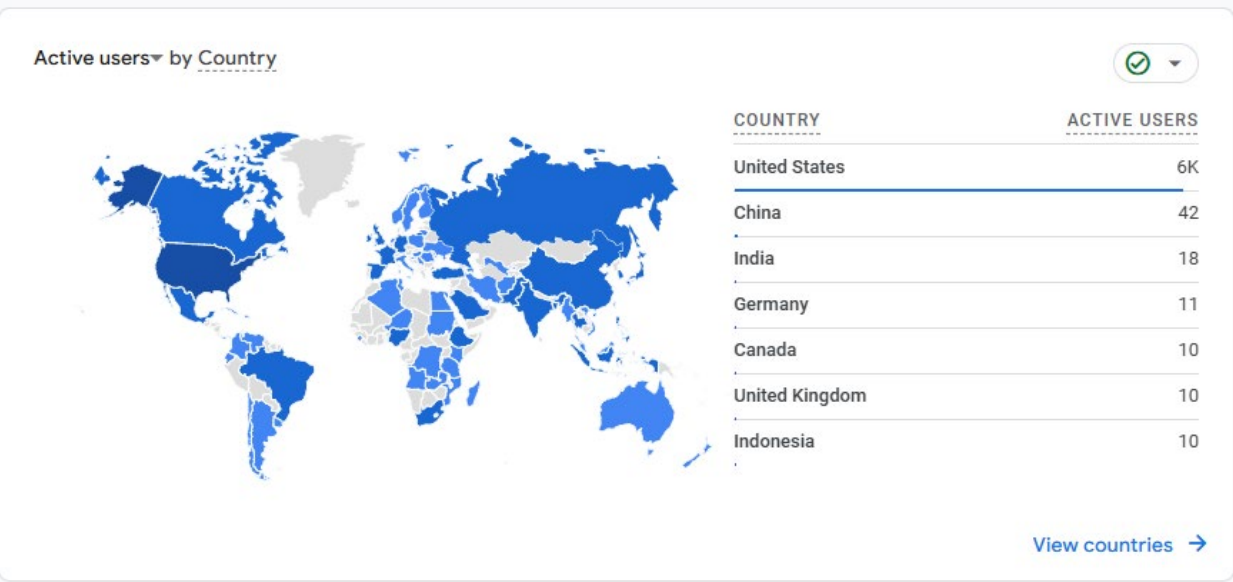 Active users by Country
COUNTRY ACTIVE USERS
United States 6K
China 42
India 18
Germany 11
Canada 10
United Kingdom 10
Indonesia 10
View countries